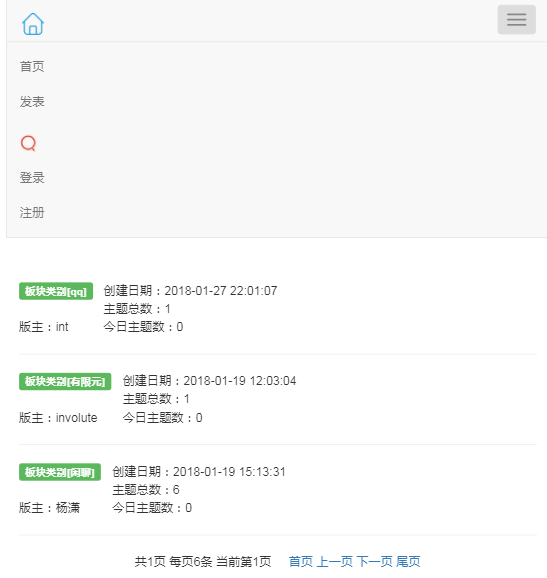 首页
发表
登录
注册
板块类别[qq] 创建日期：2018-01-27 22:01:07
主题总数：1
版主：int 今日主题数：0
板块类别[有限元] 创建日期：2018-01-19 12:03:04
主题总数：1
版主：involute 今日主题数：0
板块类别[闲聊] 创建日期：2018-01-19 15:13:31
主题总数：6
版主：杨潇 今日主题数：0
共1页 每页6条 当前第1页 首页 上一页 下一页 尾页